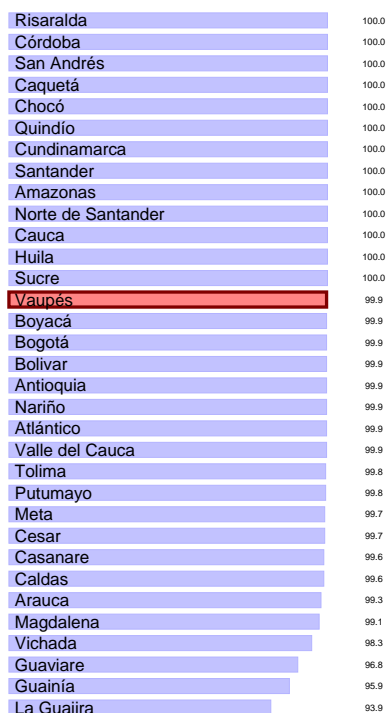 Risaralda 100.0
Córdoba 100.0
San Andrés 100.0
Caquetá 100.0
Chocó 100.0
Quindío 100.0
Cundinamarca 100.0
Santander 100.0
Amazonas 100.0
Norte de Santander 100.0
Cauca 100.0
Huila 100.0
Sucre 100.0
Vaupés 99.9
Boyacá 99.9
Bogotá 99.9
Bolivar 99.9
Antioquia 99.9
Nariño 99.9
Atlántico 99.9
Valle del Cauca 99.9
Tolima 99.8
Putumayo 99.8
Meta 99.7
Cesar 99.7
Casanare 99.6
Caldas 99.6
Arauca 99.3
Magdalena 99.1
Vichada 98.3
Guaviare 96.8
Guainía 95.9
La Guajira 93.9